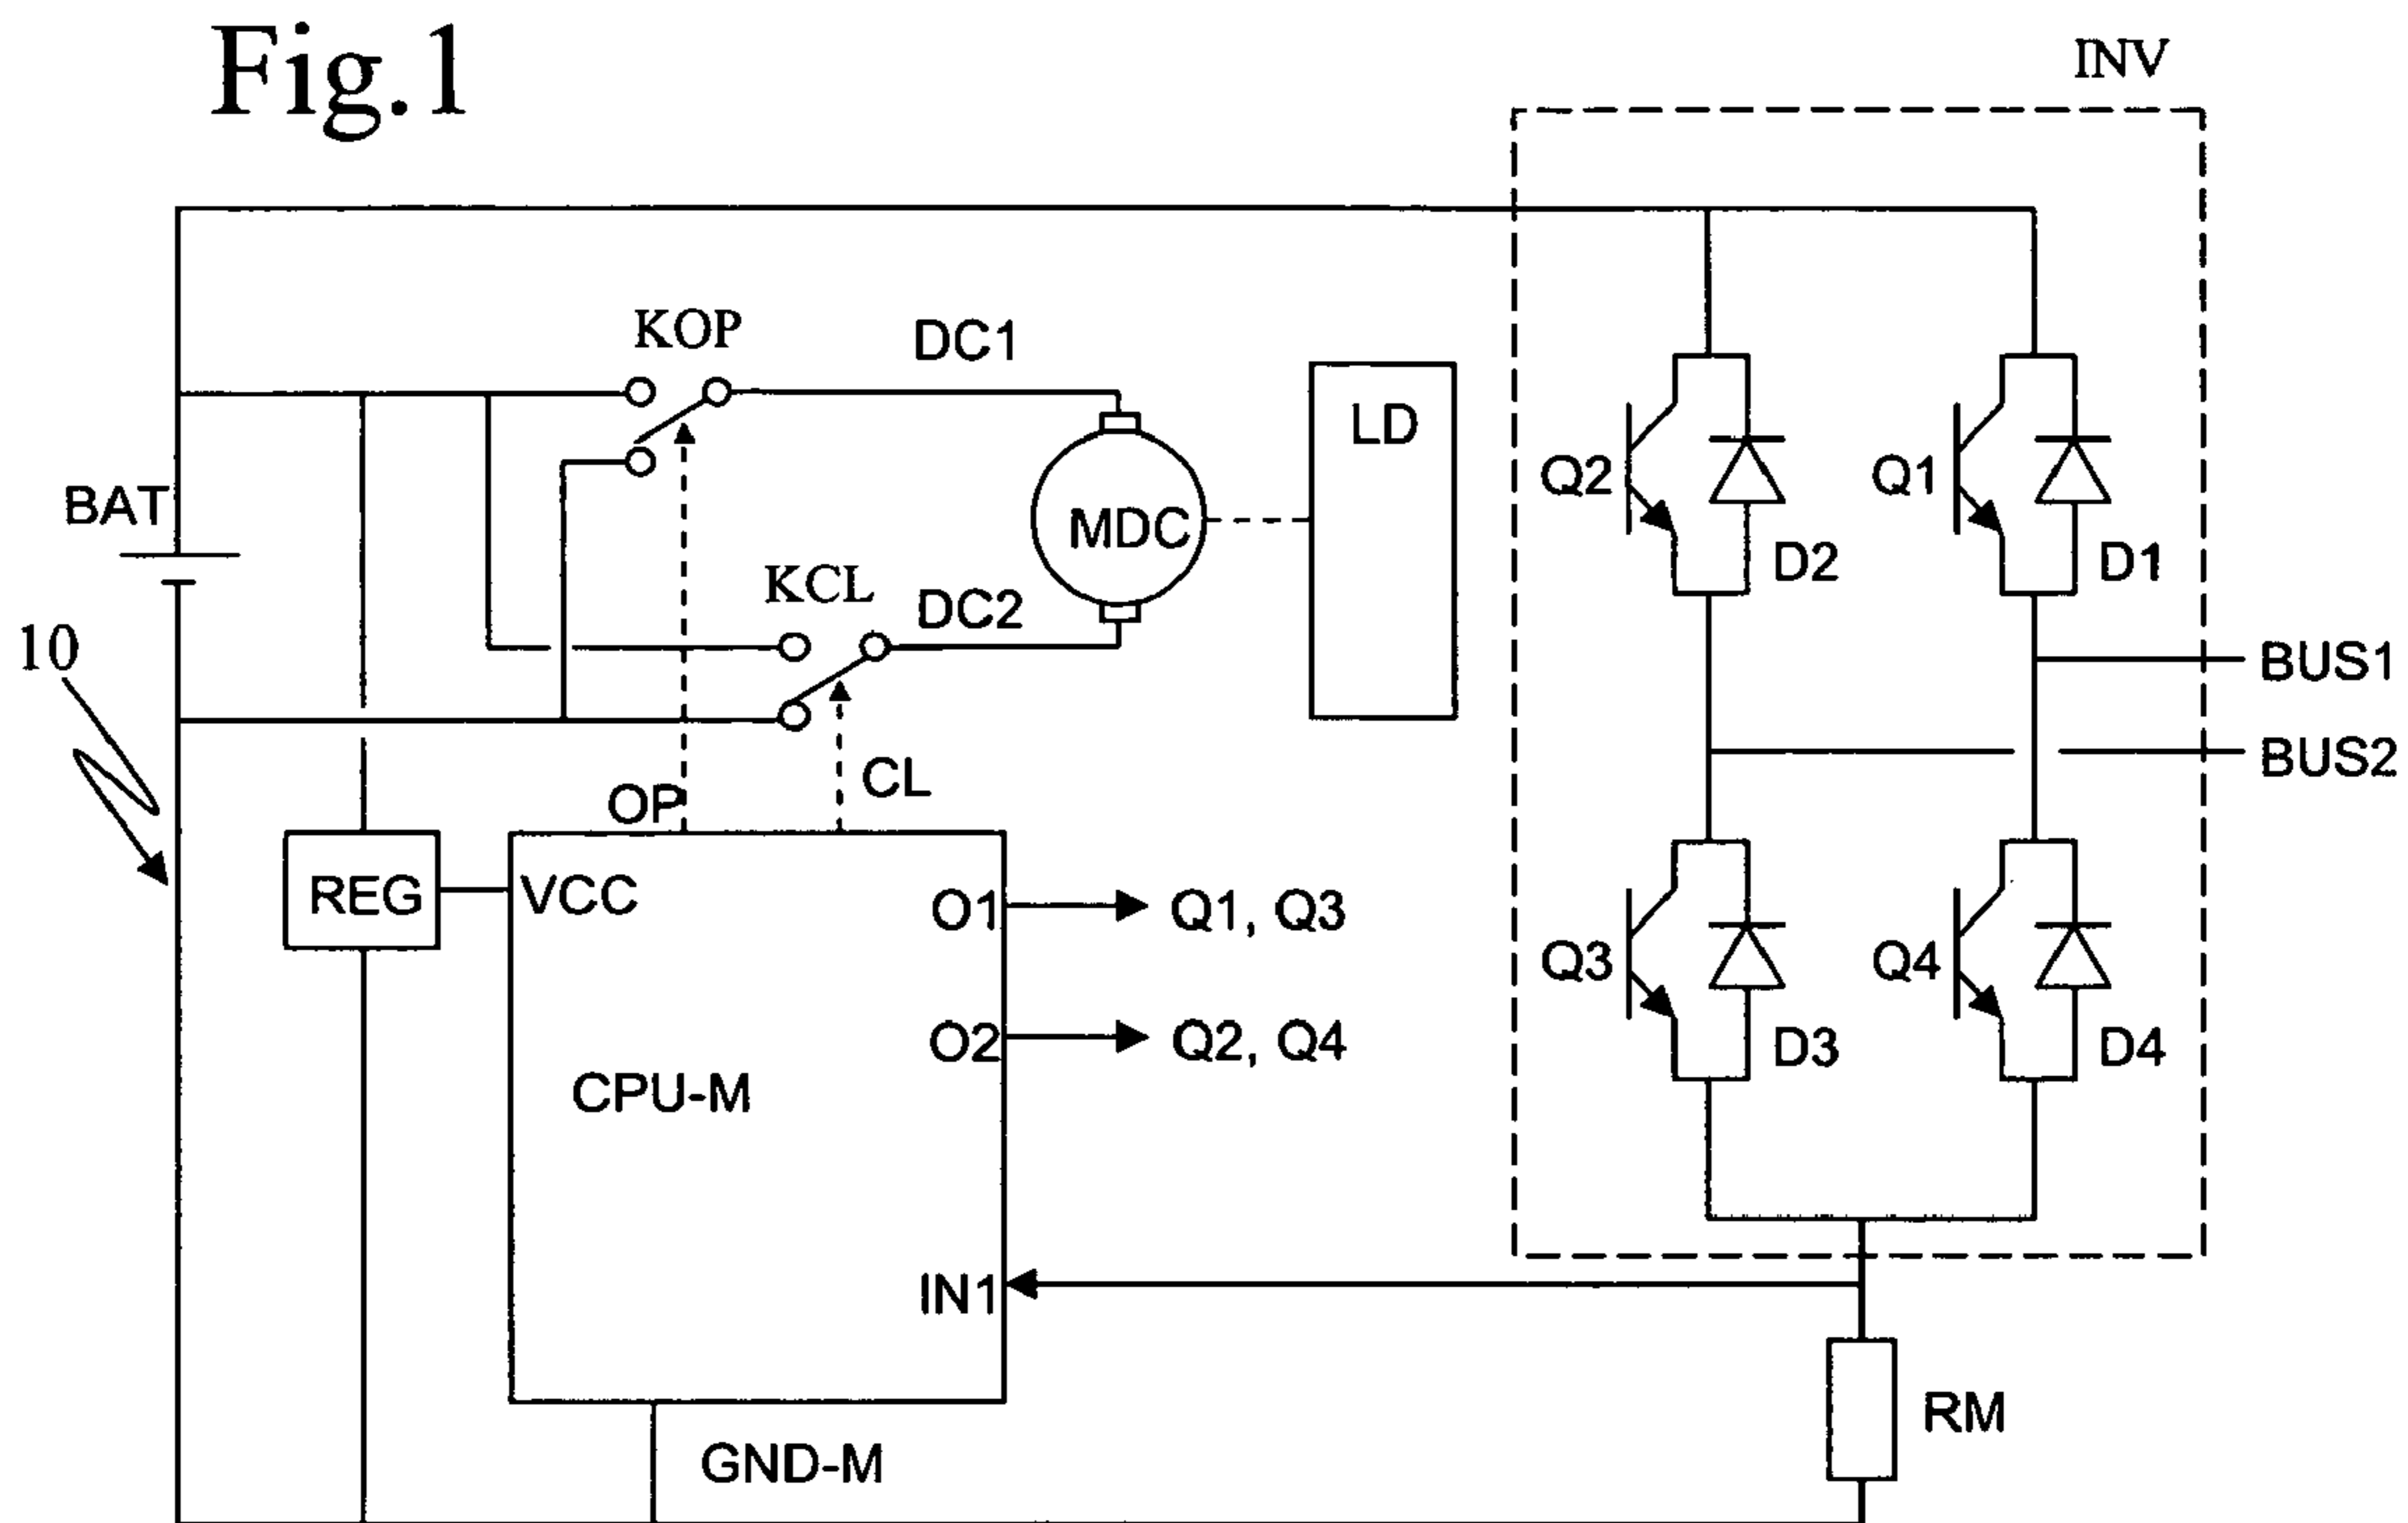 Fig.1
INV
KOP
DC1
LD
BAT
MDC
Q2
Q1
D2
D1
KCL
DC2
10
BUS1
BUS2
OP
CL
REG
VCC
O1
Q1, Q3
Q3
Q4
O2
Q2, Q4
D3
D4
CPU-M
IN1
RM
GND-M